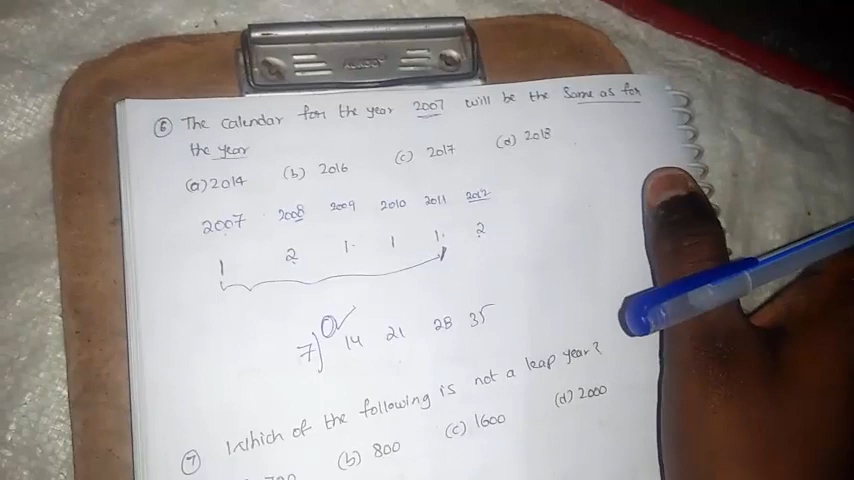 6 The calendar for the year 2007 will be the same as for
the year
(a) 2014 (b) 2016 (c) 2017 (d) 2018
2007 2008 2009 2010 2011 2012
1 2 1 1 1 2
7) 0 14 21 28 35
7 Which of the following is not a leap year?
(b) 800 (c) 1600 (d) 2000